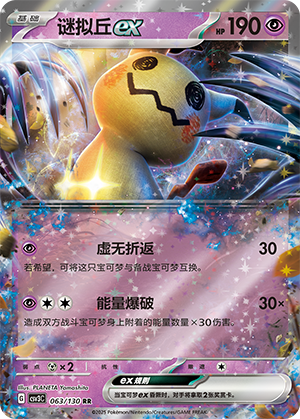 基础 谜拟丘ex HP190
虚无折返 30
若希望,可将这只宝可梦与备战宝可梦互换。
能量爆破 30×
造成双方战斗宝可梦身上附着的能量数量×30伤害。
弱点 ×2 抗性 撤退
Illus. PLANETA Yamashita
ex规则
当宝可梦ex昏厥时,对手将拿取2张奖赏卡。
G CSV3C 063/130 RR
©2025 Pokémon/Nintendo/Creatures/GAME FREAK